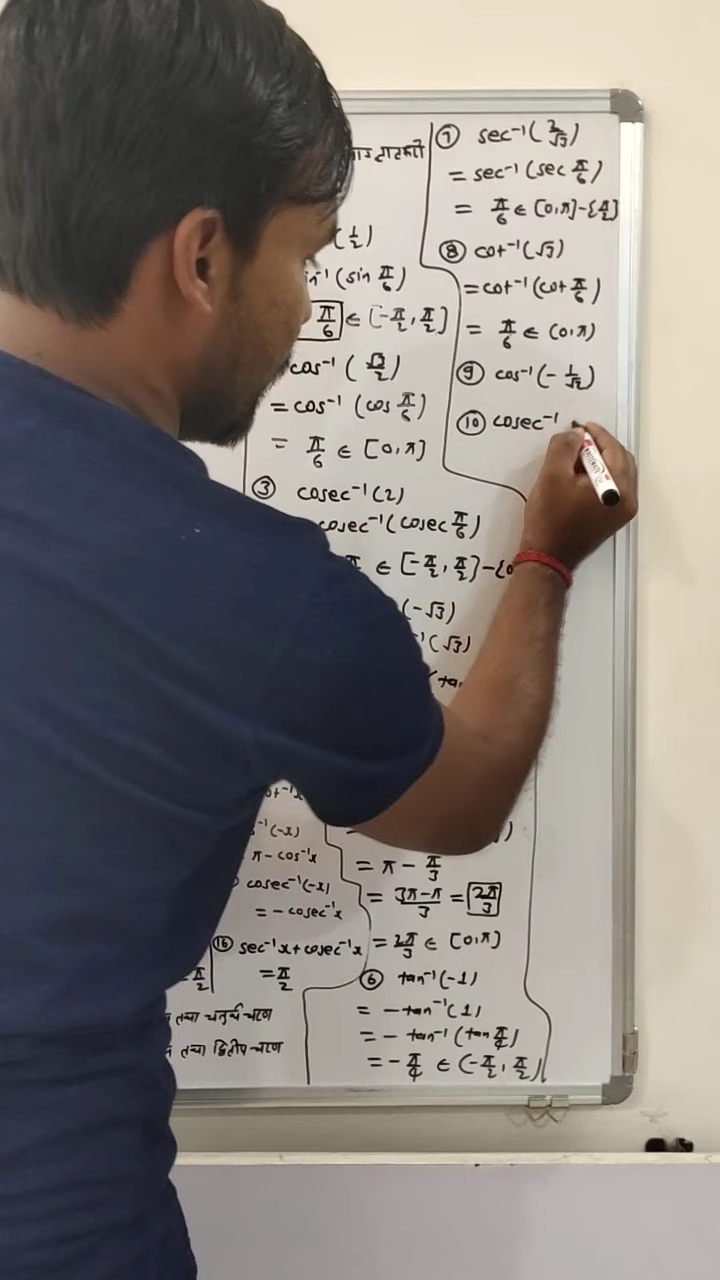 (1/2)
(sin π/6)
π/6 ∈ [-π/2, π/2]
cos⁻¹ (√3/2)
= cos⁻¹ (cos π/6)
= π/6 ∈ [0, π]
③ cosec⁻¹(2)
cosec⁻¹(cosec π/6)
∈ [-π/2, π/2]-{0
(-√3)
(√3)
(tan
= π - π/3
= 3π-π/3 = 2π/3
= 2π/3 ∈ [0,π]
⑥ tan⁻¹(-1)
= -tan⁻¹(1)
= - tan⁻¹(tan π/4)
= - π/4 ∈ (-π/2, π/2)
⑦ sec⁻¹(2/√3)
= sec⁻¹(sec π/6)
= π/6 ∈ [0,π]-{π/2}
⑧ cot⁻¹(√3)
= cot⁻¹(cot π/6)
= π/6 ∈ (0,π)
⑨ cos⁻¹(-1/√2)
⑩ cosec⁻¹
(-x)
π - cos⁻¹x
cosec⁻¹(-x)
= -cosec⁻¹x
⑯ sec⁻¹x + cosec⁻¹x
= π/2
तथा चतुर्थ चरण
तथा द्वितीय चरण